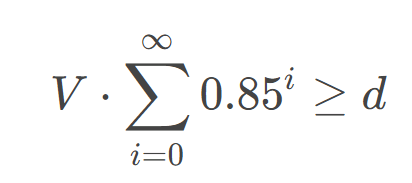 V · ∑_{i=0}^{∞} 0.85^i ≥ d